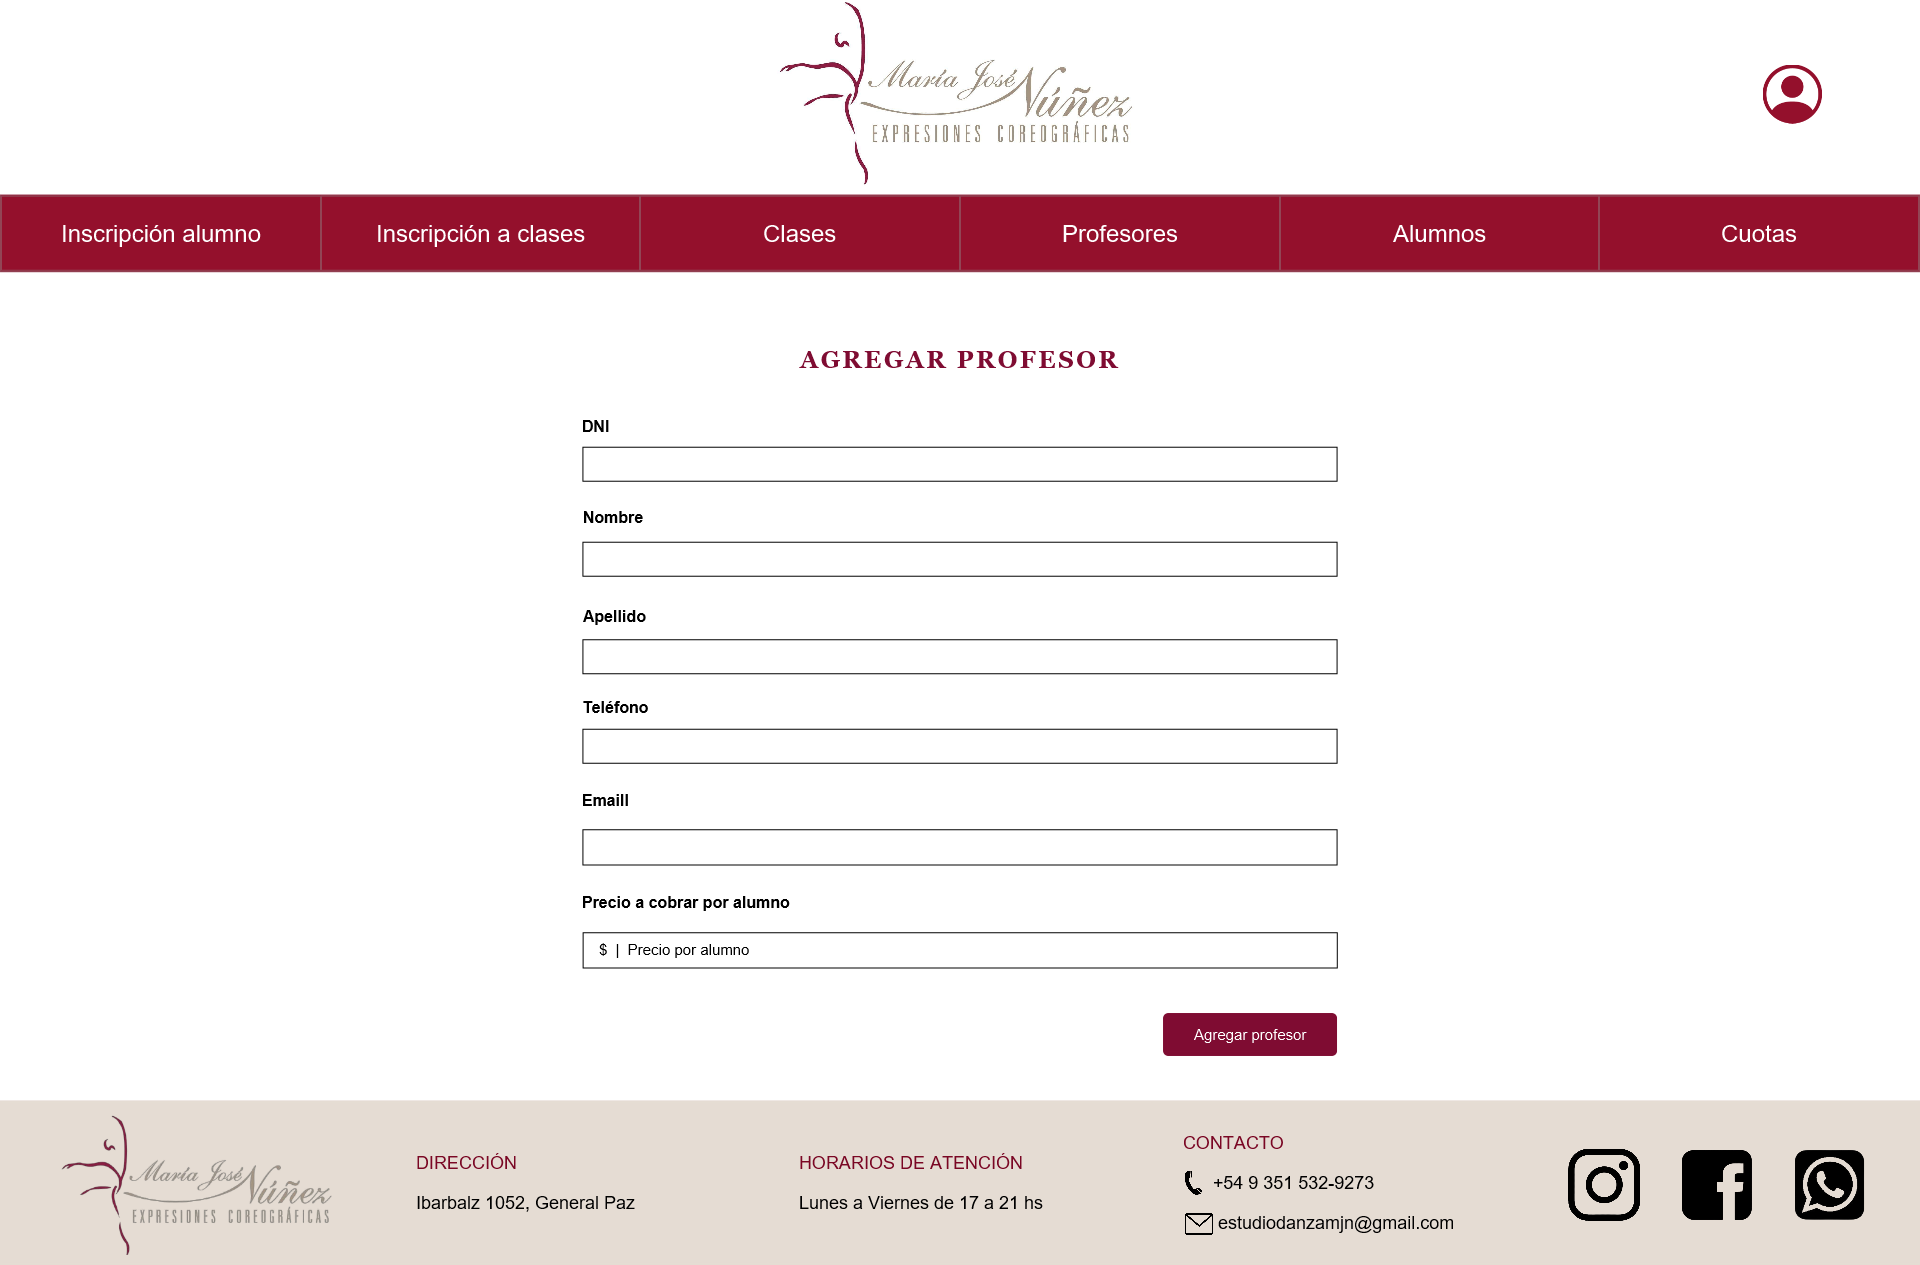 María José Núñez
EXPRESIONES COREOGRÁFICAS
Inscripción alumno
Inscripción a clases
Clases
Profesores
Alumnos
Cuotas
AGREGAR PROFESOR
DNI
Nombre
Apellido
Teléfono
Emaill
Precio a cobrar por alumno
$ | Precio por alumno
Agregar profesor
María José Núñez
EXPRESIONES COREOGRÁFICAS
DIRECCIÓN
Ibarbalz 1052, General Paz
HORARIOS DE ATENCIÓN
Lunes a Viernes de 17 a 21 hs
CONTACTO
+54 9 351 532-9273
estudiodanzamjn@gmail.com